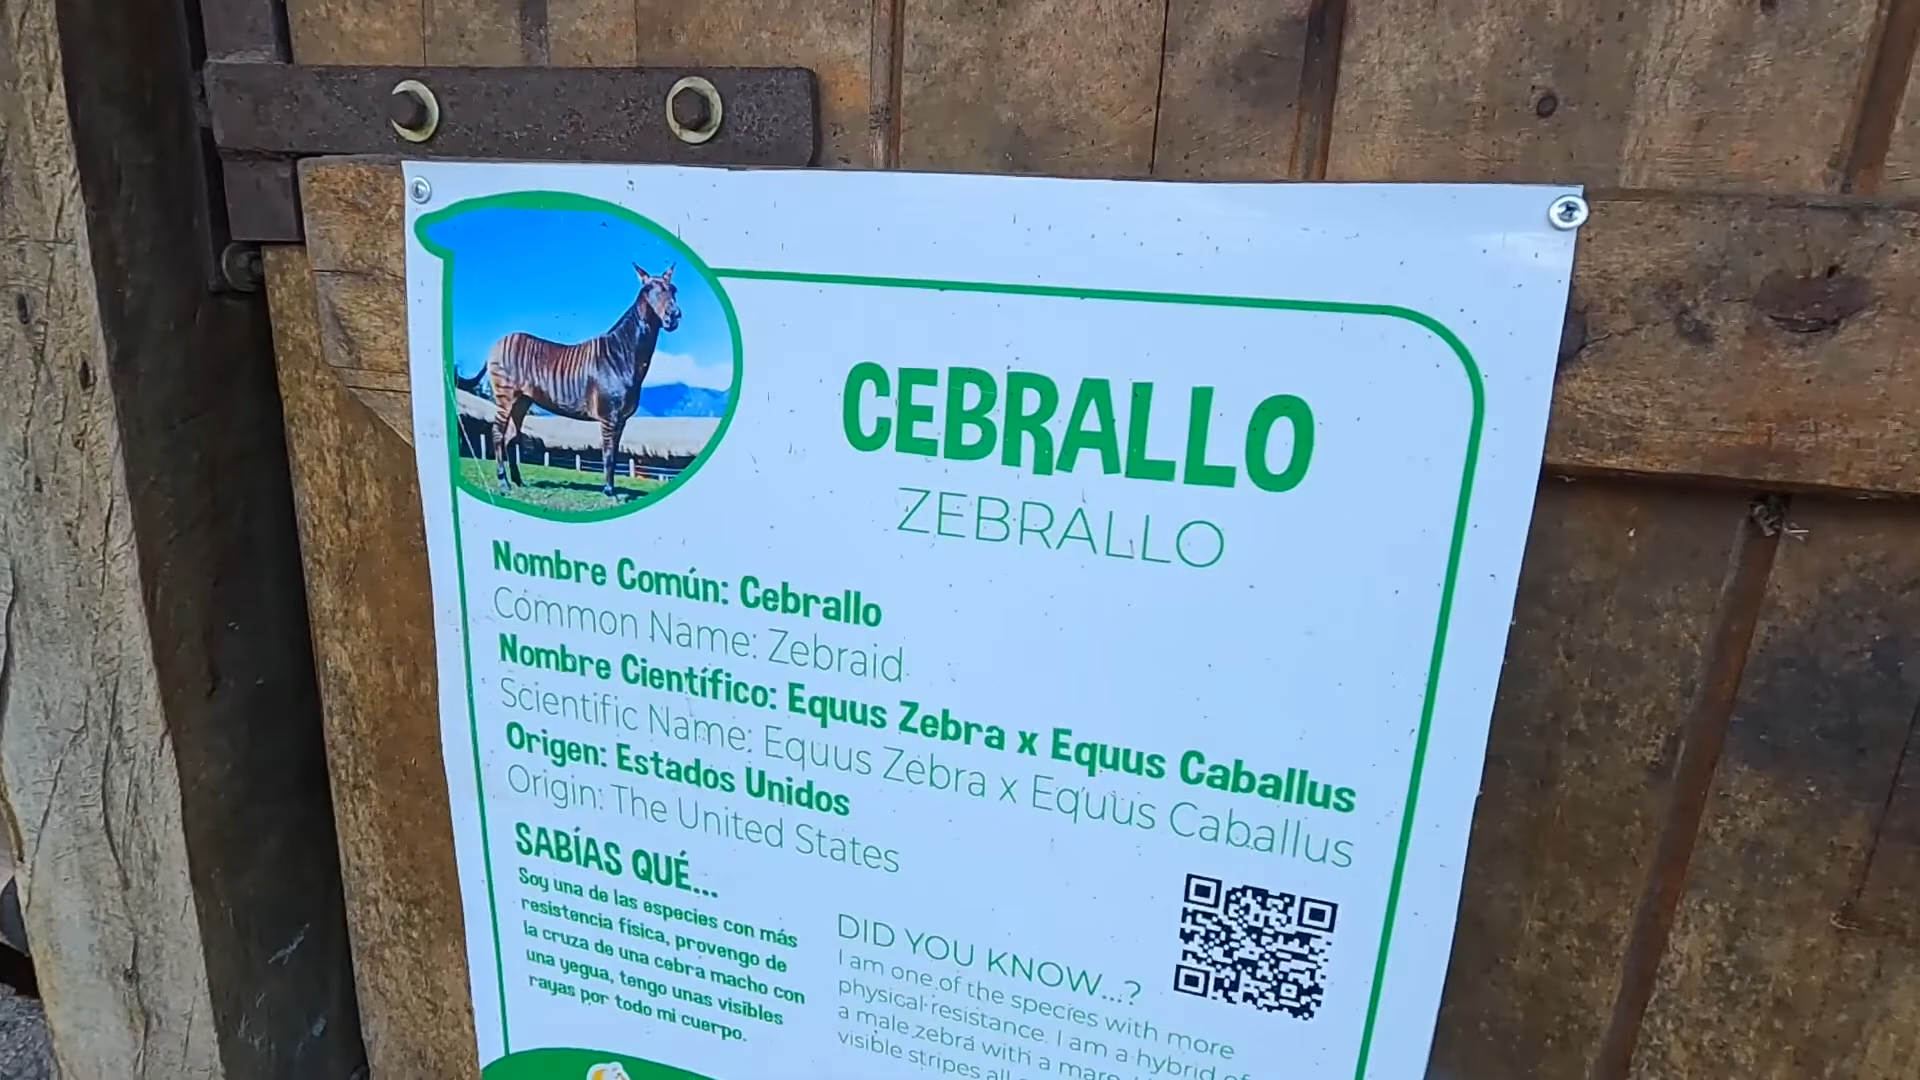 CEBRALLO
ZEBRALLO
Nombre Común: Cebrallo
Common Name: Zebraid
Nombre Científico: Equus Zebra x Equus Caballus
Scientific Name: Equus Zebra x Equus Caballus
Origen: Estados Unidos
Origin: The United States
SABÍAS QUÉ...
Soy una de las especies con más
resistencia física, provengo de
la cruza de una cebra macho con
una yegua, tengo unas visibles
rayas por todo mi cuerpo.
DID YOU KNOW...?
I am one of the species with more
physical resistance. I am a hybrid of
a male zebra with a mare,
visible stripes all